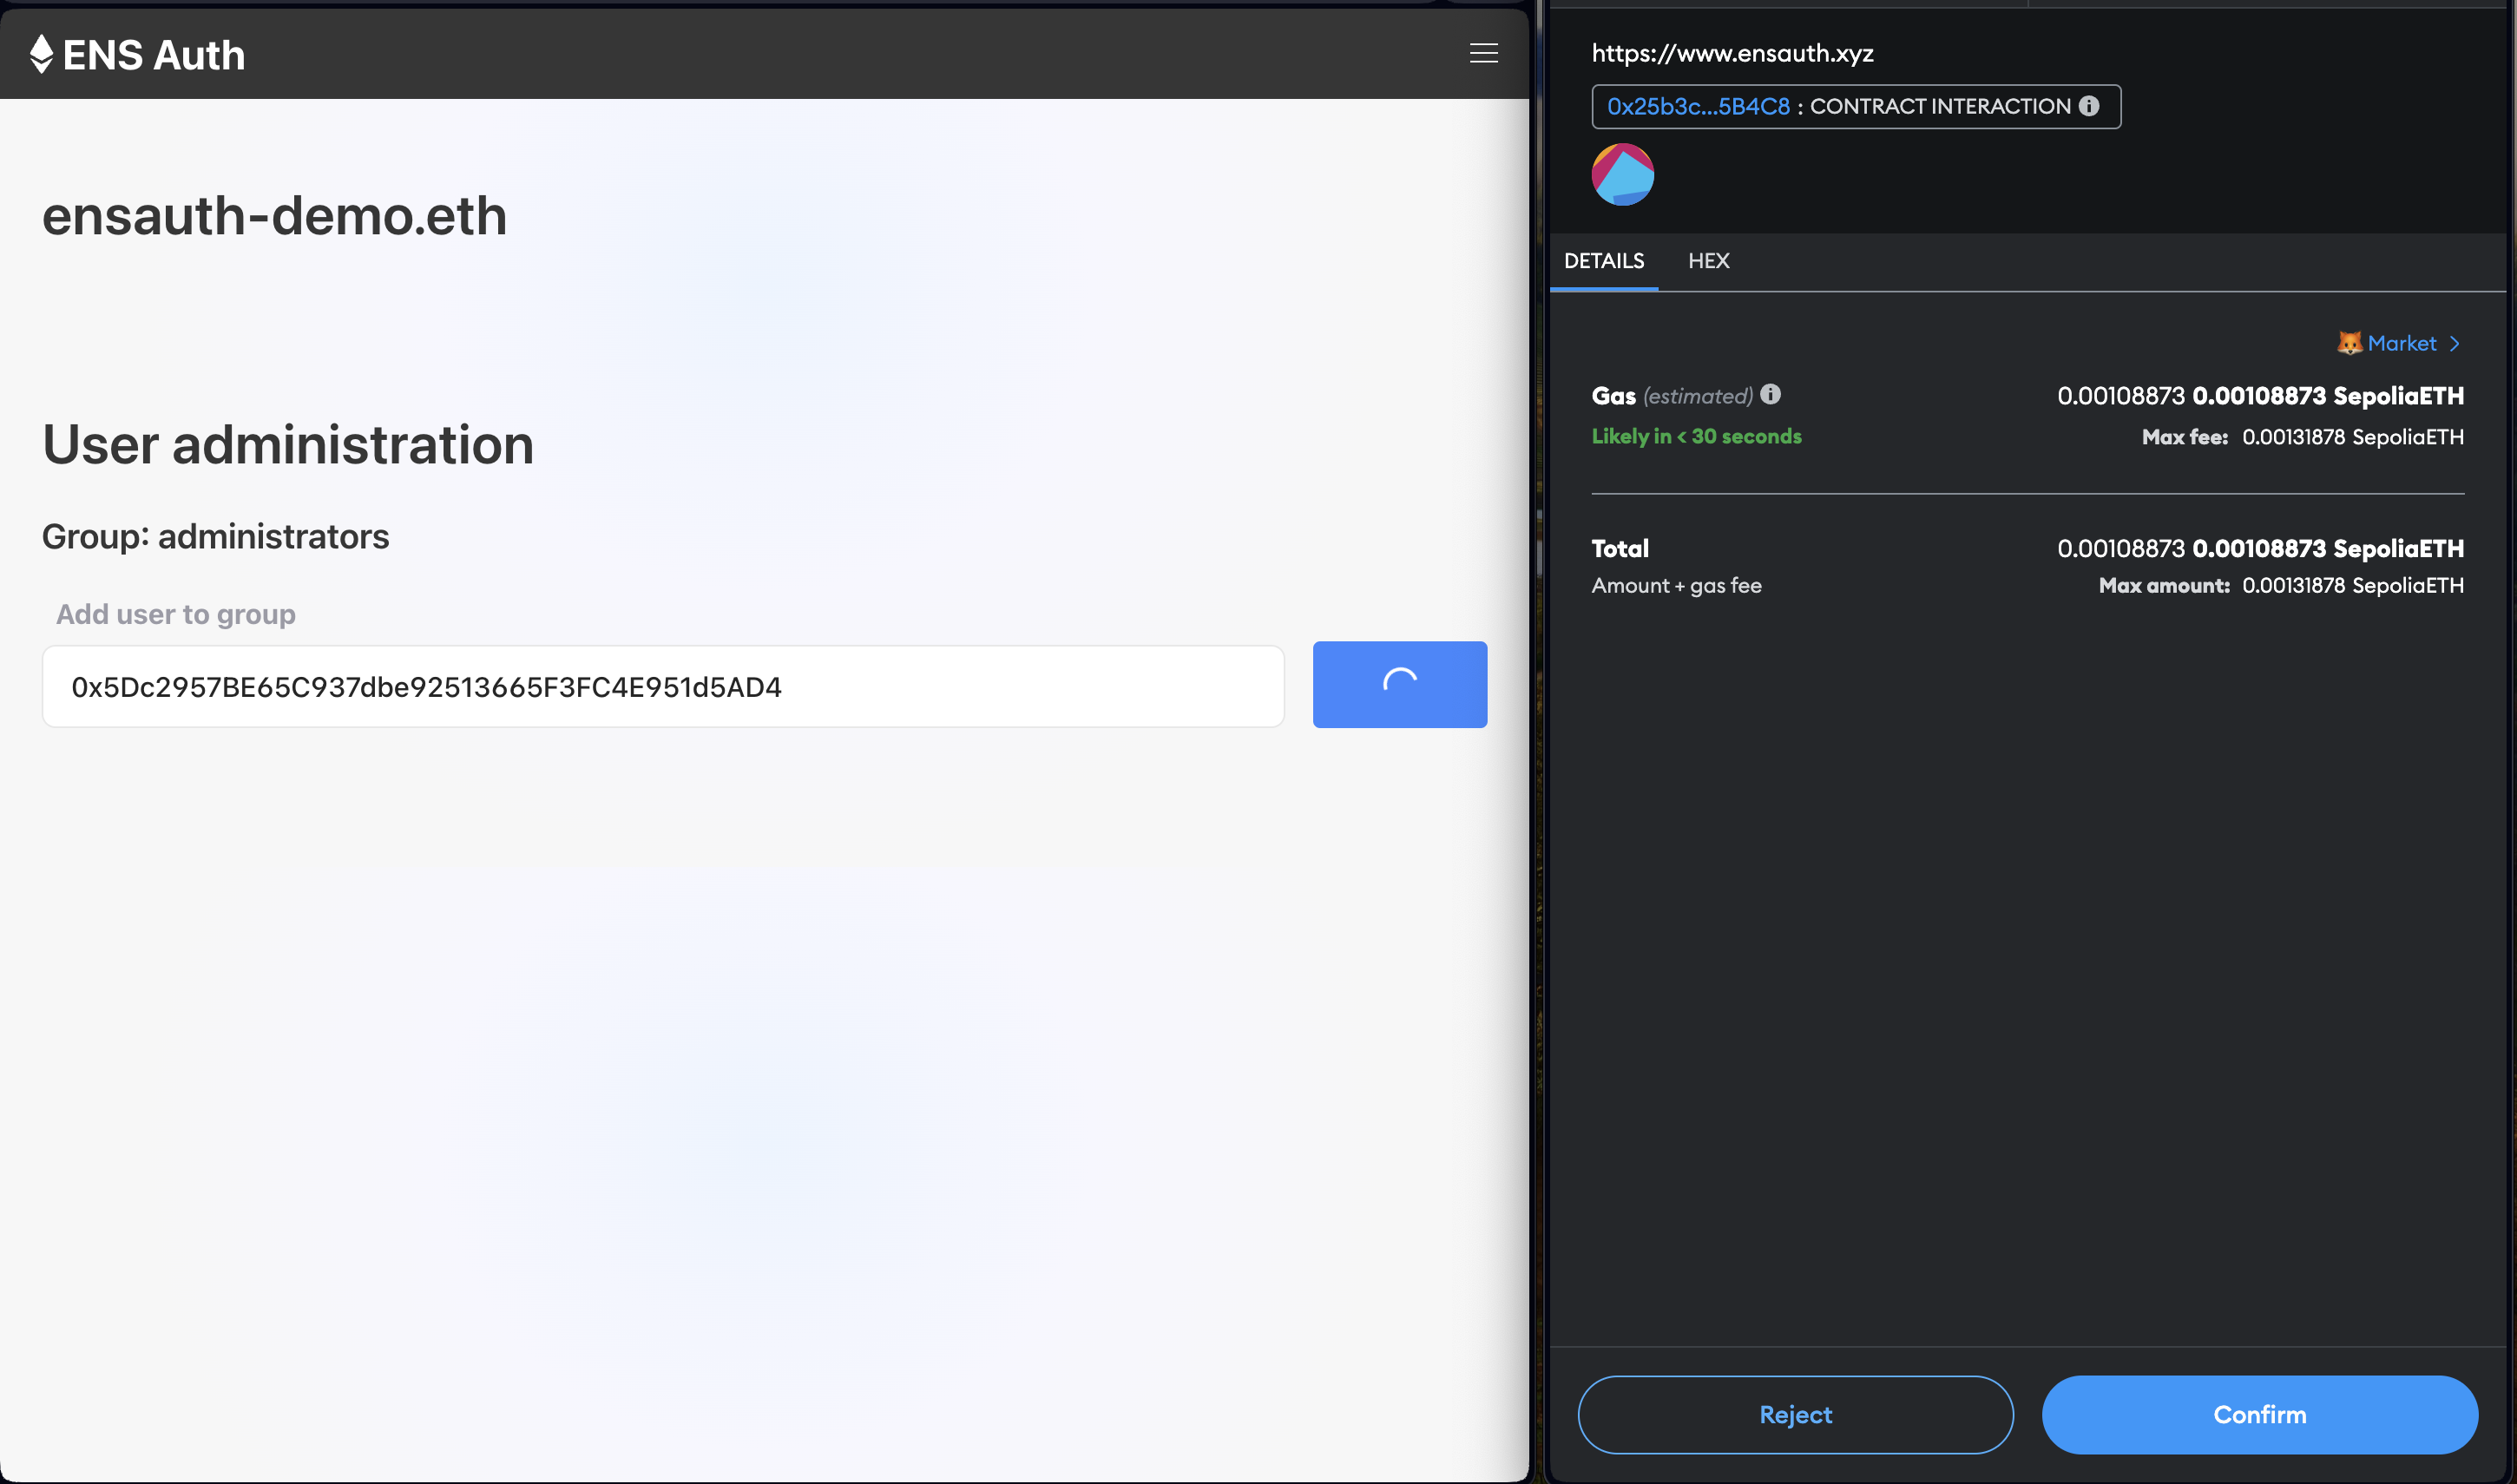 ENS Auth
ensauth-demo.eth
User administration
Group: administrators
Add user to group
0x5Dc2957BE65C937dbe92513665F3FC4E951d5AD4
https://www.ensauth.xyz
0x25b3c...5B4C8 : CONTRACT INTERACTION
DETAILS HEX
Market
Gas (estimated) 0.00108873 0.00108873 SepoliaETH
Likely in < 30 seconds Max fee: 0.00131878 SepoliaETH
Total 0.00108873 0.00108873 SepoliaETH
Amount + gas fee Max amount: 0.00131878 SepoliaETH
Reject Confirm